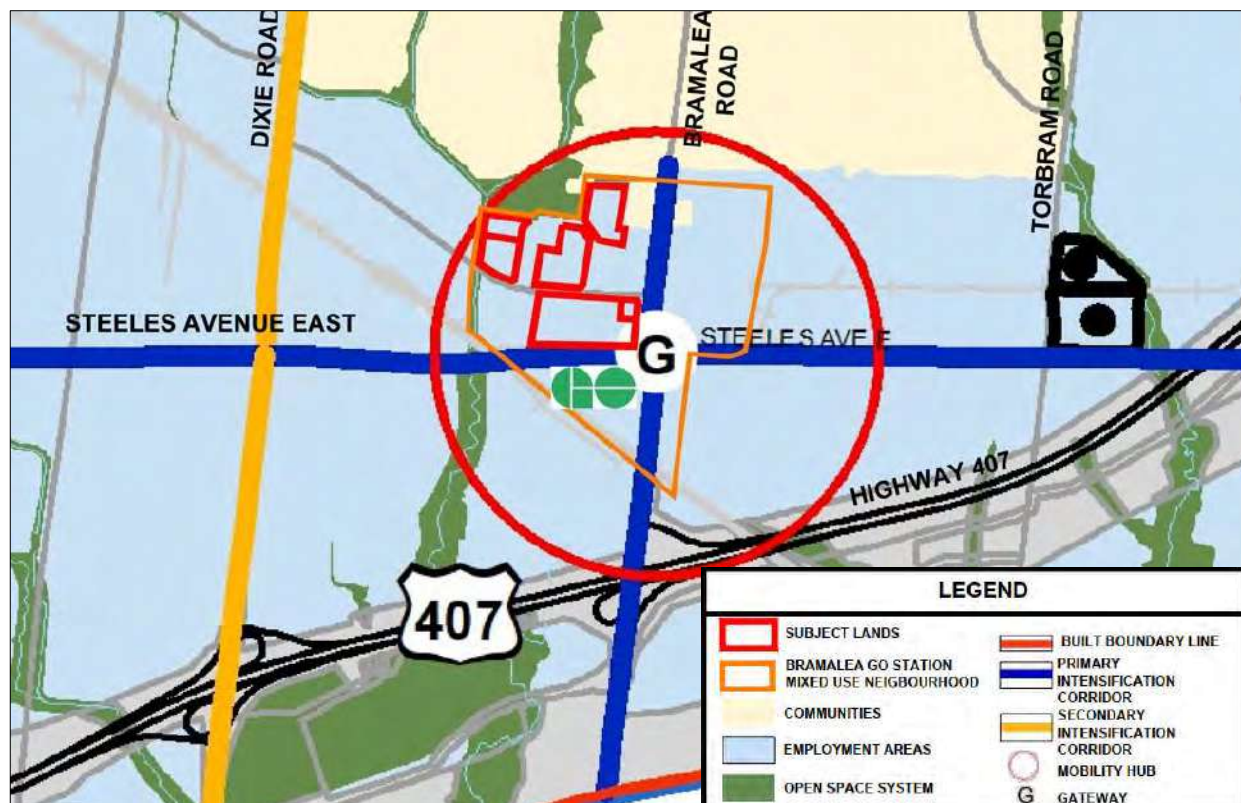 DIXIE ROAD
BRAMALEA
ROAD
TORBRAM ROAD
STEELES AVENUE EAST
STEELES AVE E
G
GO
HIGHWAY 407
407
LEGEND
SUBJECT LANDS
BRAMALEA GO STATION
MIXED USE NEIGBOURHOOD
COMMUNITIES
EMPLOYMENT AREAS
OPEN SPACE SYSTEM
BUILT BOUNDARY LINE
PRIMARY
INTENSIFICATION
CORRIDOR
SECONDARY
INTENSIFICATION
CORRIDOR
MOBILITY HUB
G GATEWAY